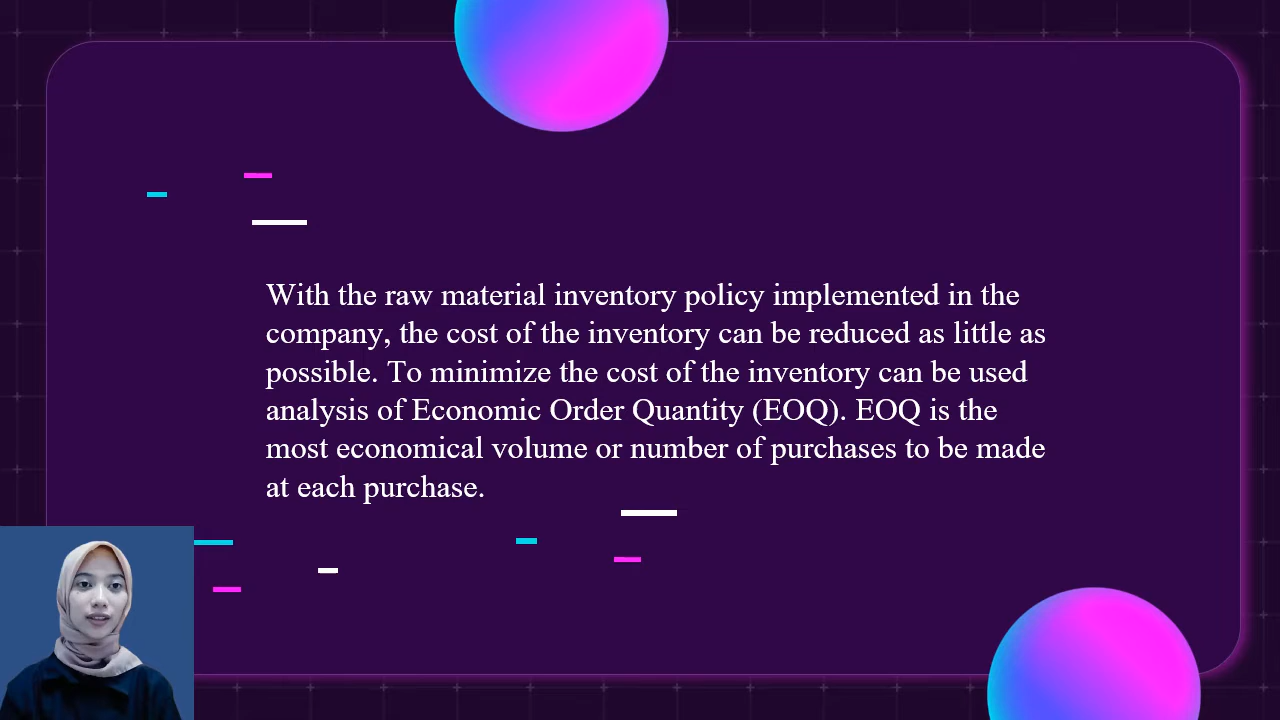 With the raw material inventory policy implemented in the
company, the cost of the inventory can be reduced as little as
possible. To minimize the cost of the inventory can be used
analysis of Economic Order Quantity (EOQ). EOQ is the
most economical volume or number of purchases to be made
at each purchase.